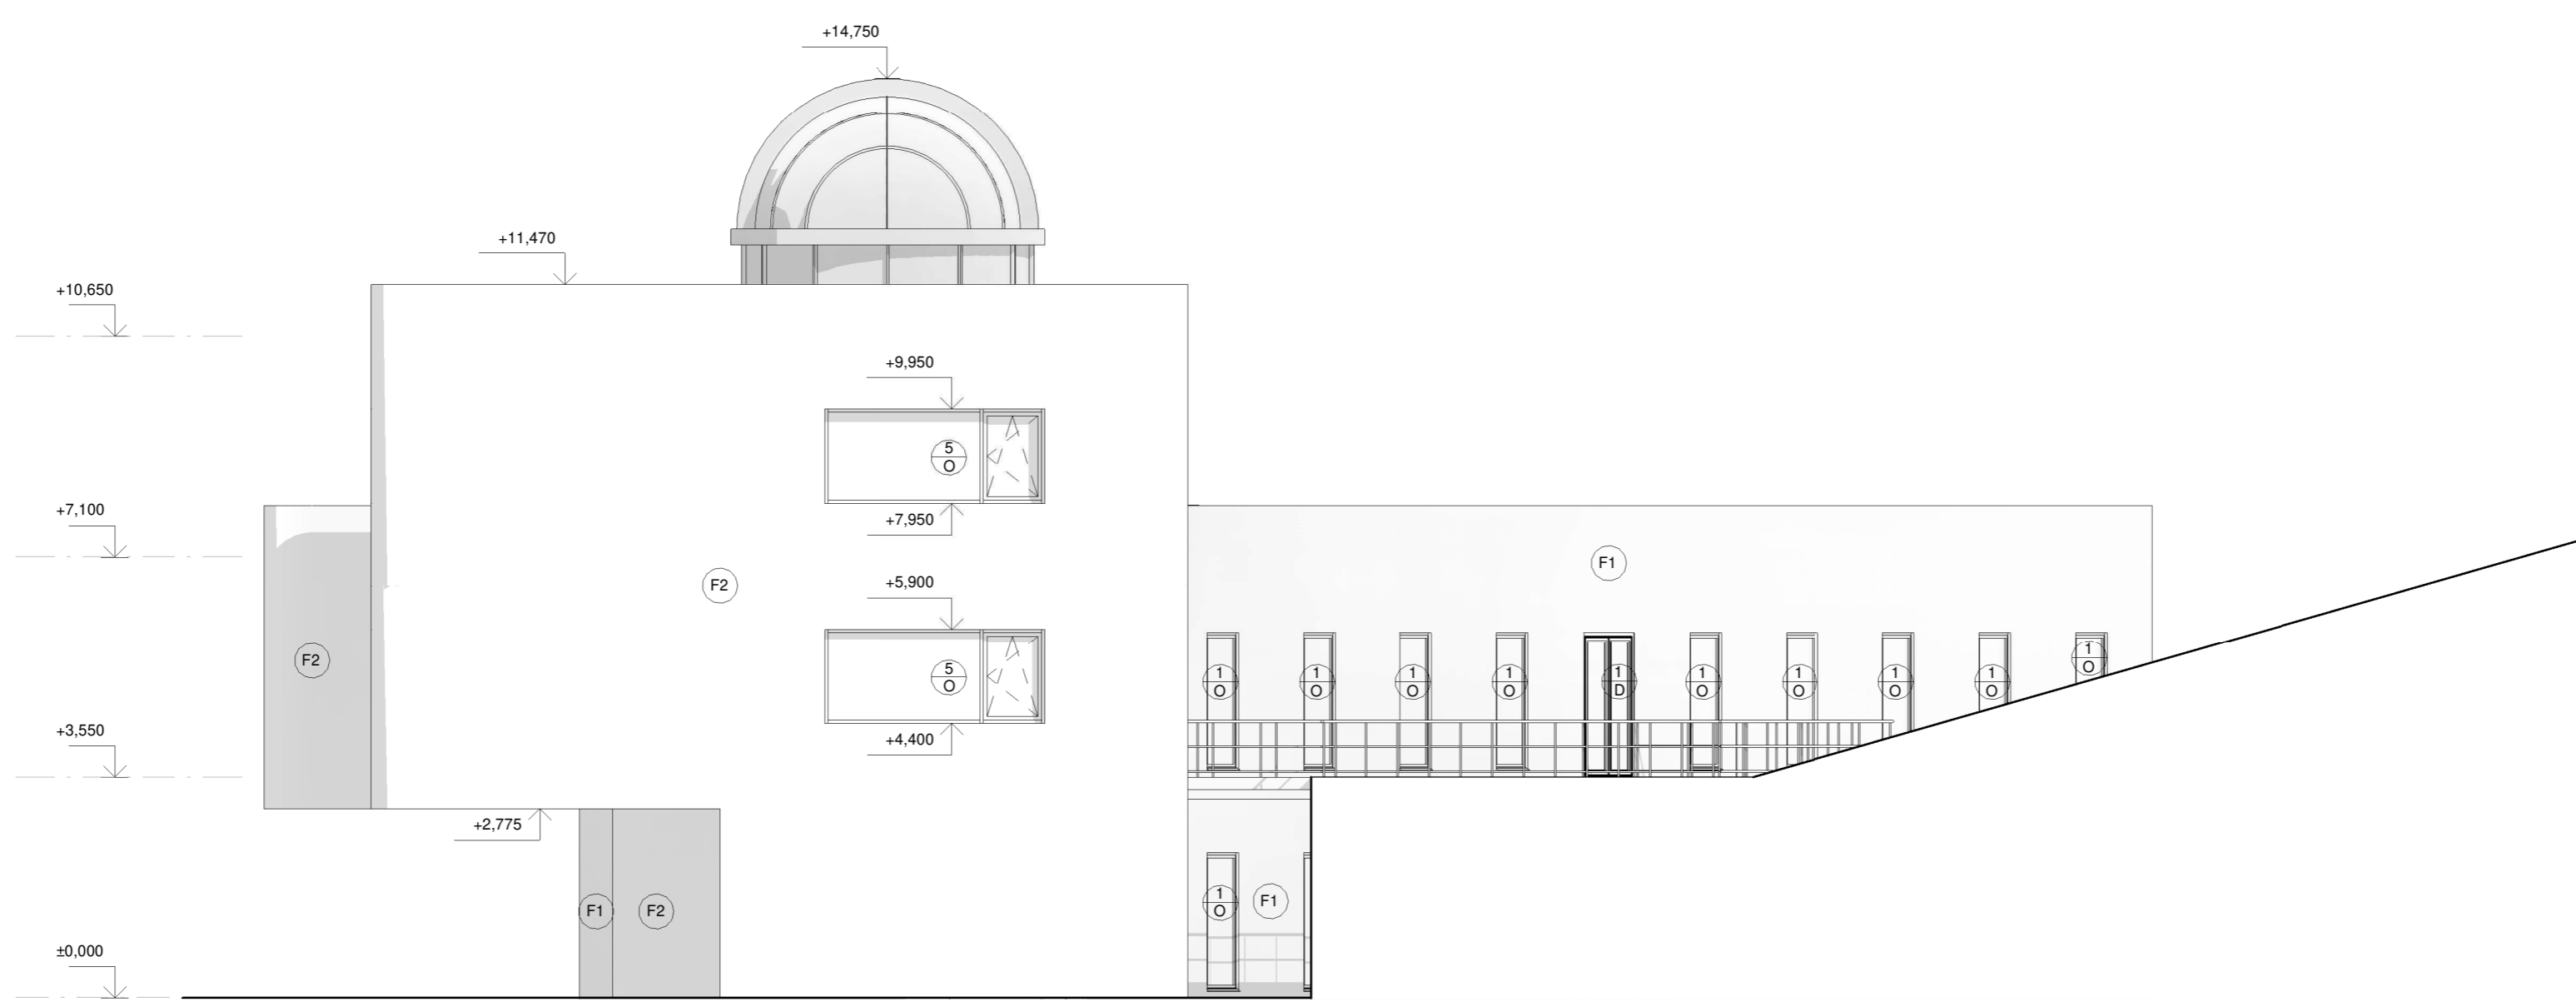 +14,750
+11,470
+10,650
+9,950
5
O
+7,950
+7,100
F1
+5,900
F2
F2
5
O
1
O
1
O
1
O
1
O
1
D
1
O
1
O
1
O
1
O
1
O
+3,550
+4,400
+2,775
F1
F2
1
O
F1
±0,000